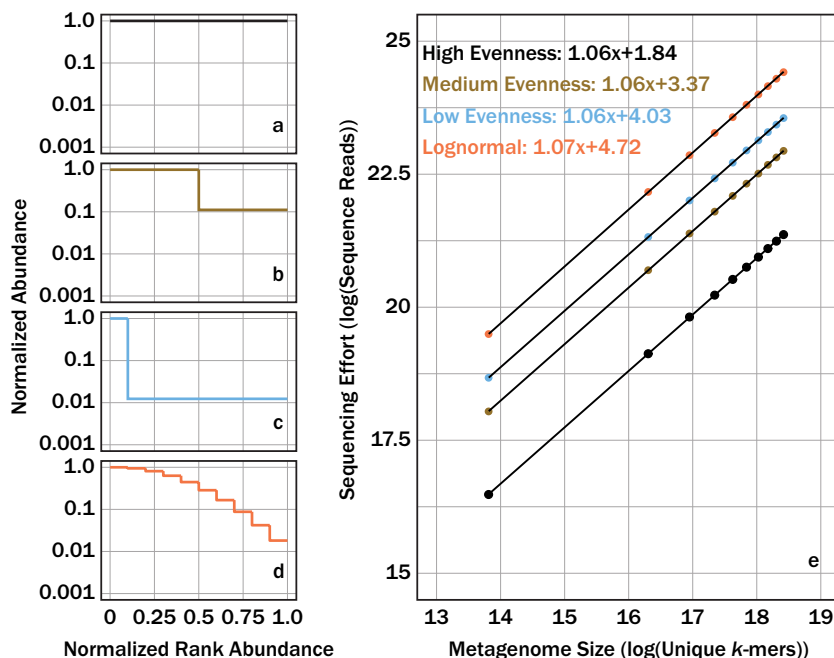 Normalized Abundance
1.0
0.1
0.01
0.001
a
1.0
0.1
0.01
0.001
b
1.0
0.1
0.01
0.001
c
1.0
0.1
0.01
0.001
d
0 0.25 0.5 0.75 1.0
Normalized Rank Abundance
Sequencing Effort (log(Sequence Reads))
25
22.5
20
17.5
15
High Evenness: 1.06x+1.84
Medium Evenness: 1.06x+3.37
Low Evenness: 1.06x+4.03
Lognormal: 1.07x+4.72
e
13 14 15 16 17 18 19
Metagenome Size (log(Unique k-mers))